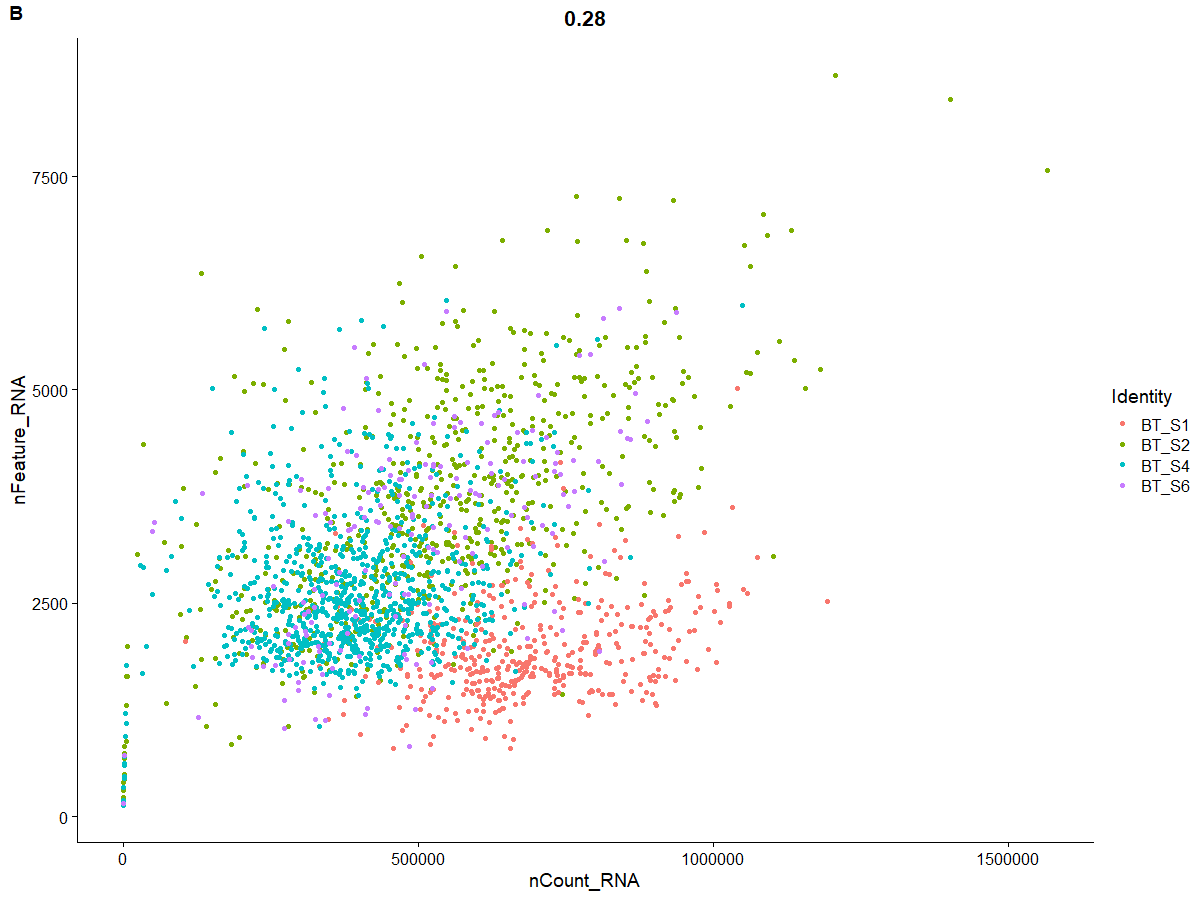 B
0.28
7500
5000
2500
0
nFeature_RNA
0
500000
1000000
1500000
nCount_RNA
Identity
BT_S1
BT_S2
BT_S4
BT_S6